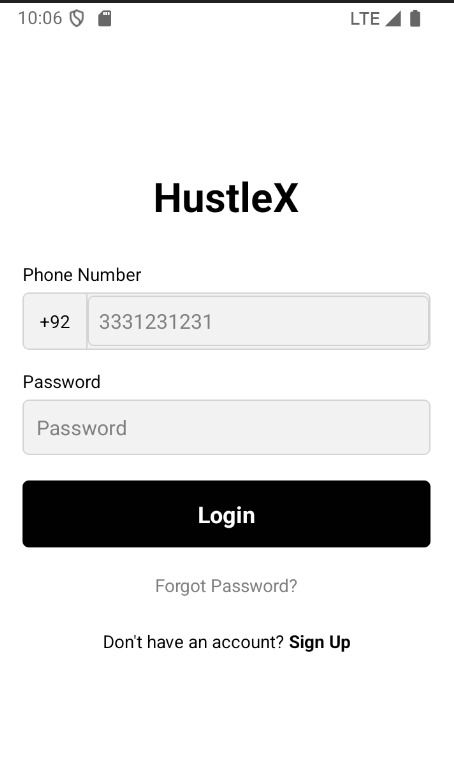 10:06 LTE
HustleX
Phone Number
+92 3331231231
Password
Password
Login
Forgot Password?
Don't have an account? Sign Up